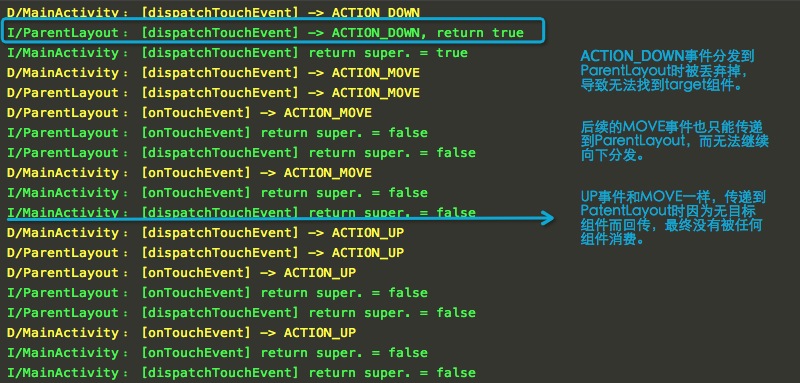 D/MainActivity: [dispatchTouchEvent] —> ACTION_DOWN
I/ParentLayout: [dispatchTouchEvent] —> ACTION_DOWN, return true
I/MainActivity: [dispatchTouchEvent] return super. = true
D/MainActivity: [dispatchTouchEvent] —> ACTION_MOVE
D/ParentLayout: [dispatchTouchEvent] —> ACTION_MOVE
D/ParentLayout: [onTouchEvent] —> ACTION_MOVE
I/ParentLayout: [onTouchEvent] return super. = false
I/ParentLayout: [dispatchTouchEvent] return super. = false
D/MainActivity: [onTouchEvent] —> ACTION_MOVE
I/MainActivity: [onTouchEvent] return super. = false
I/MainActivity: [dispatchTouchEvent] return super. = false
D/MainActivity: [dispatchTouchEvent] —> ACTION_UP
D/ParentLayout: [dispatchTouchEvent] —> ACTION_UP
D/ParentLayout: [onTouchEvent] —> ACTION_UP
I/ParentLayout: [onTouchEvent] return super. = false
I/ParentLayout: [dispatchTouchEvent] return super. = false
D/MainActivity: [onTouchEvent] —> ACTION_UP
I/MainActivity: [onTouchEvent] return super. = false
I/MainActivity: [dispatchTouchEvent] return super. = false
ACTION_DOWN事件分发到
ParentLayout时被丢弃掉，
导致无法找到target组件。
后续的MOVE事件也只能传递
到ParentLayout，而无法继续
向下分发。
UP事件和MOVE一样，传递到
PatentLayout时因为无目标
组件而回传，最终没有被任何
组件消费。